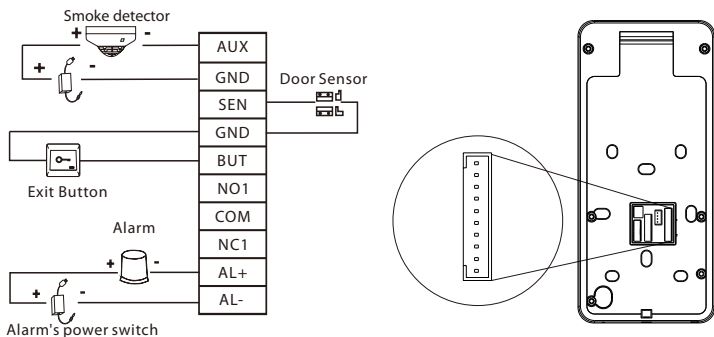 Smoke detector
+ -
+ -
AUX
GND
SEN
GND
BUT
NO1
COM
NC1
AL+
AL-
Door Sensor
Exit Button
Alarm
+ -
+ -
Alarm's power switch